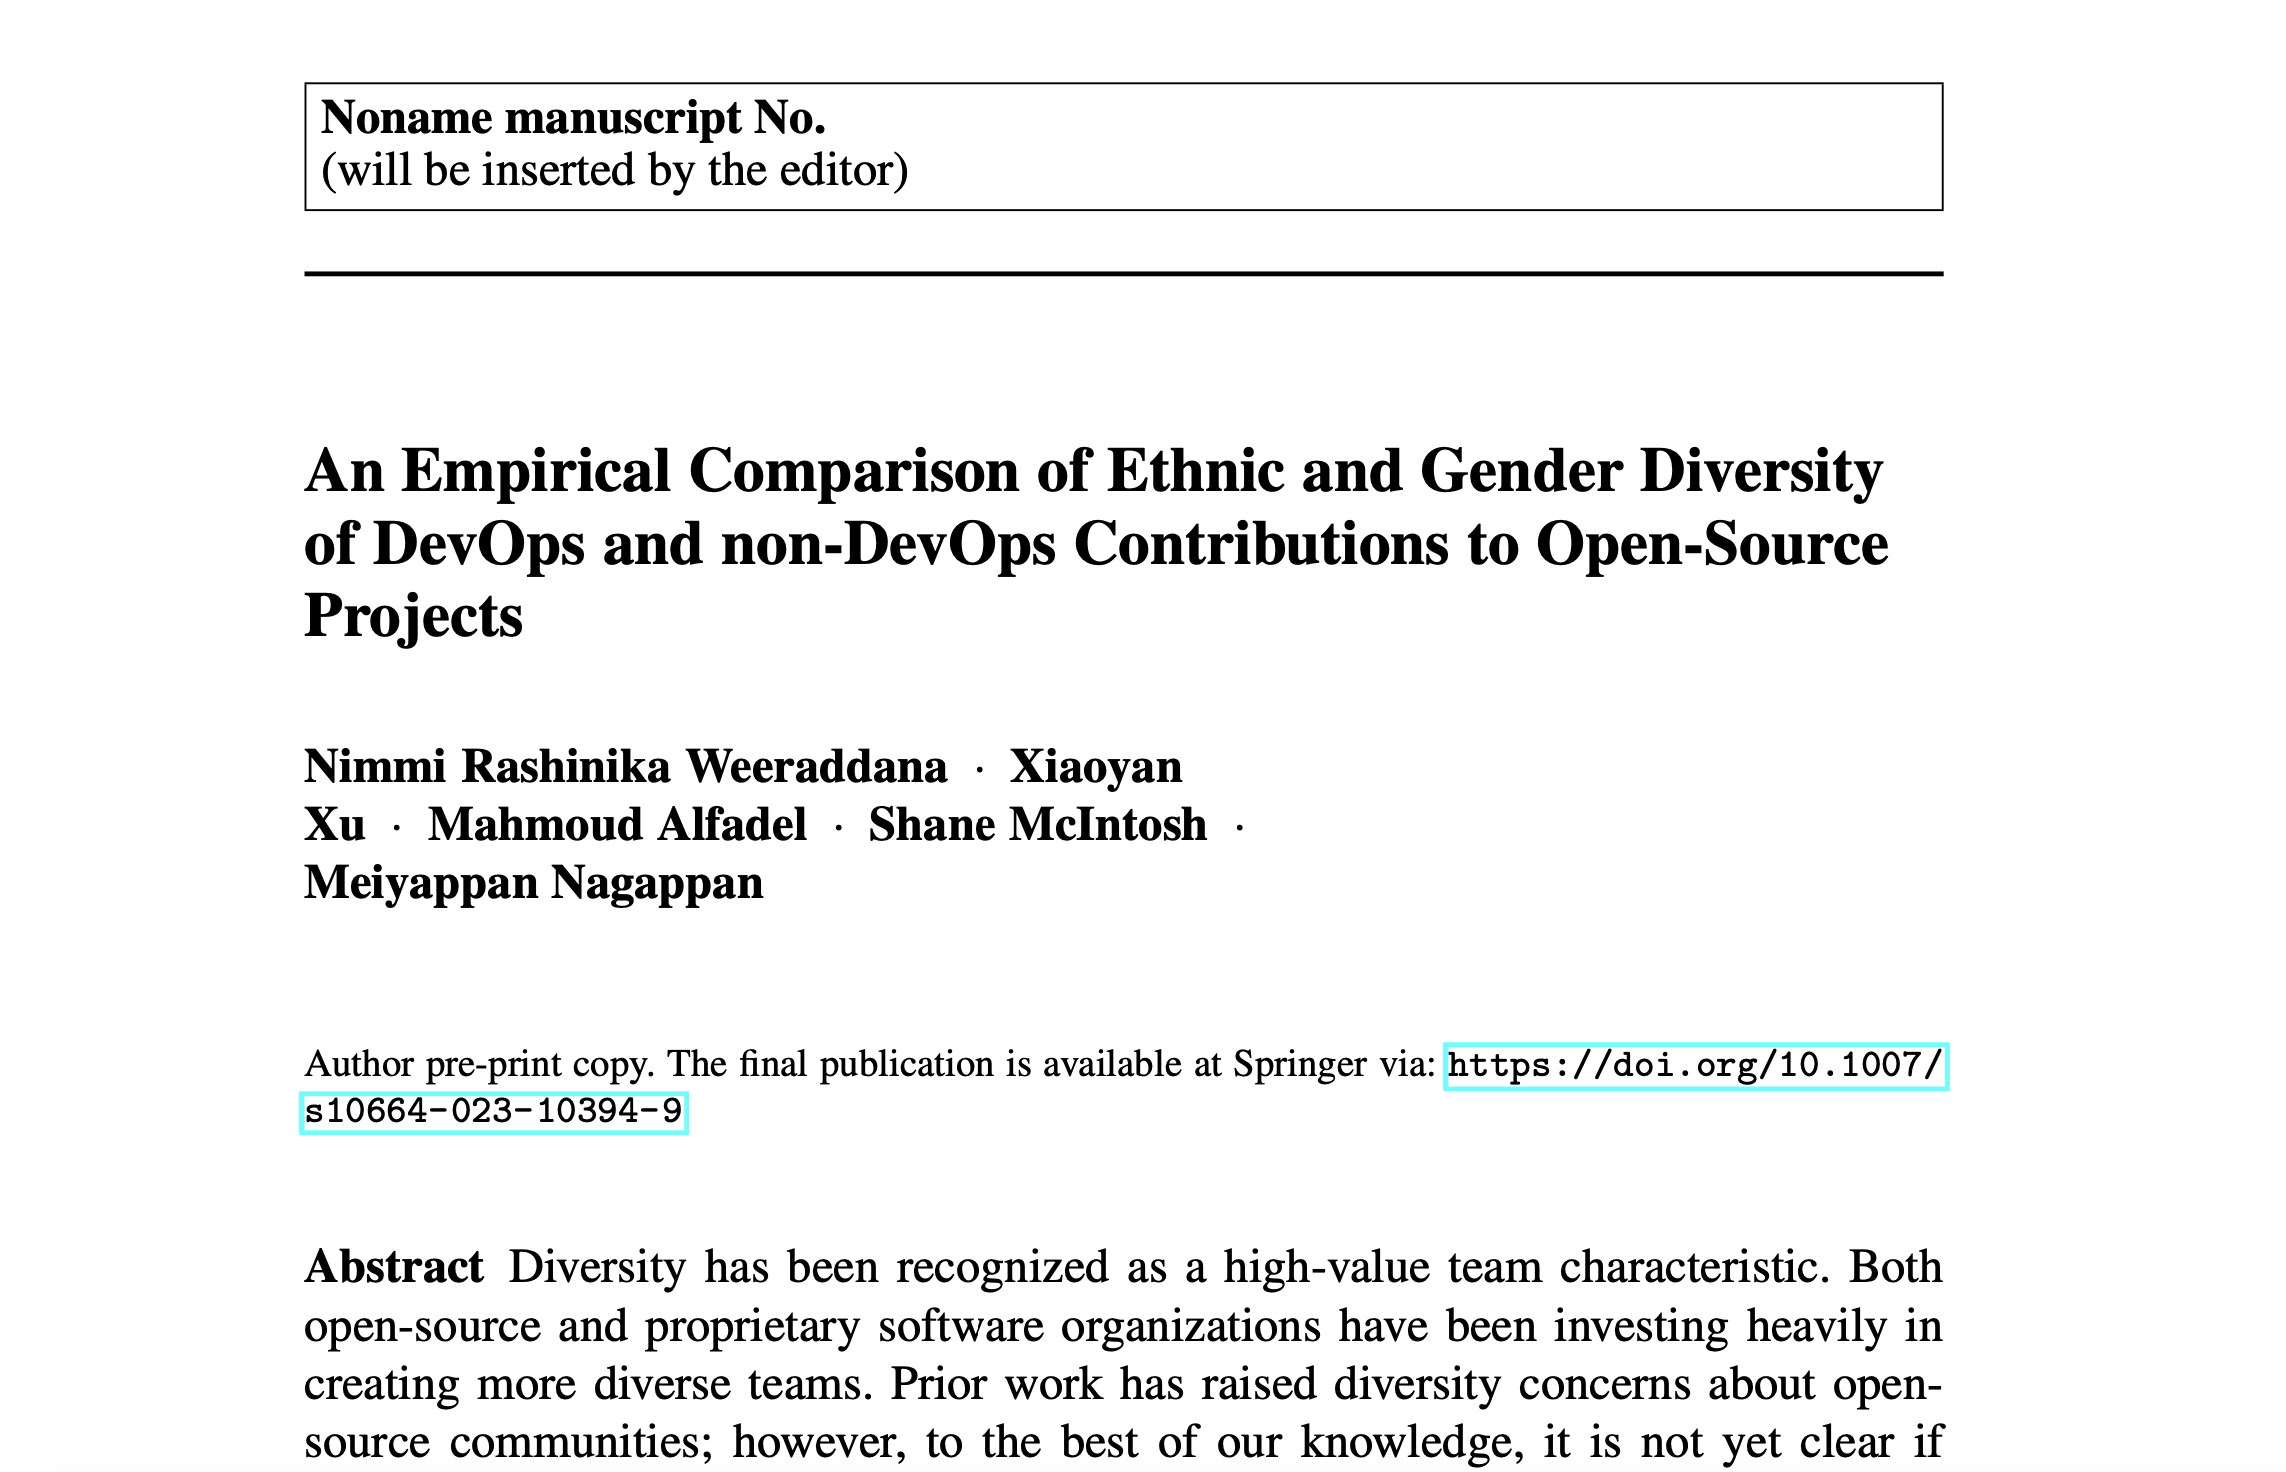 Noname manuscript No.
(will be inserted by the editor)
An Empirical Comparison of Ethnic and Gender Diversity
of DevOps and non-DevOps Contributions to Open-Source
Projects
Nimmi Rashinika Weeraddana · Xiaoyan
Xu · Mahmoud Alfadel · Shane McIntosh ·
Meiyappan Nagappan
Author pre-print copy. The final publication is available at Springer via: https://doi.org/10.1007/
s10664-023-10394-9
Abstract Diversity has been recognized as a high-value team characteristic. Both
open-source and proprietary software organizations have been investing heavily in
creating more diverse teams. Prior work has raised diversity concerns about open-
source communities; however, to the best of our knowledge, it is not yet clear if